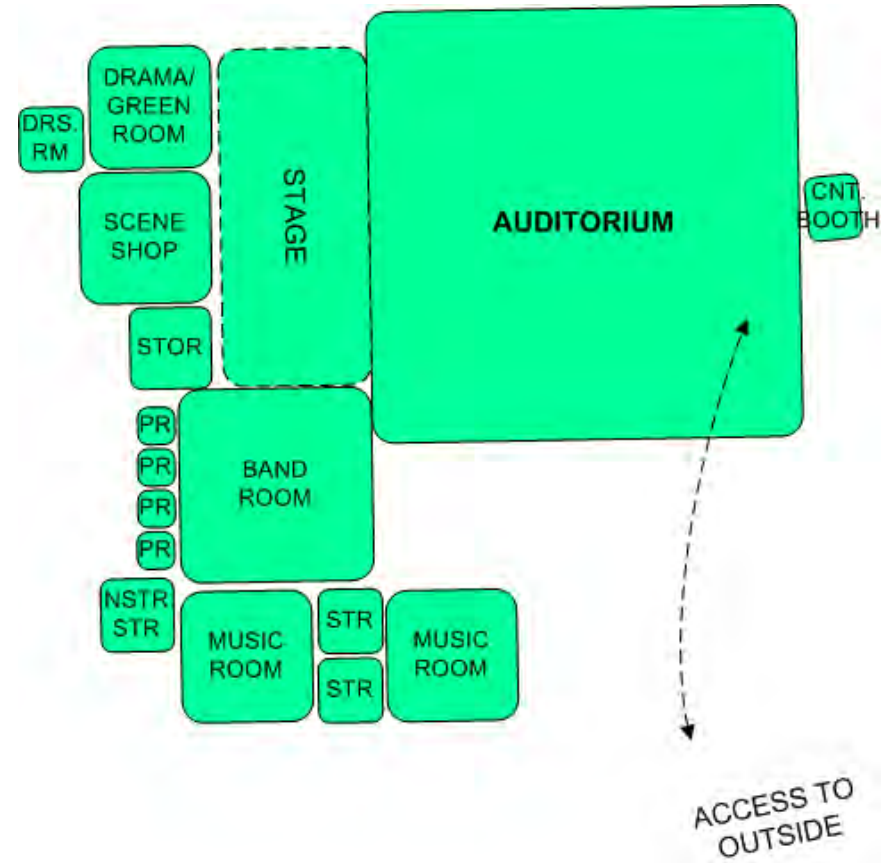 DRAMA/
GREEN
ROOM
DRS.
RM
SCENE
SHOP
STAGE
AUDITORIUM
CNT.
BOOTH
STOR
PR
PR
PR
PR
BAND
ROOM
NSTR
STR
MUSIC
ROOM
STR
STR
MUSIC
ROOM
ACCESS TO
OUTSIDE